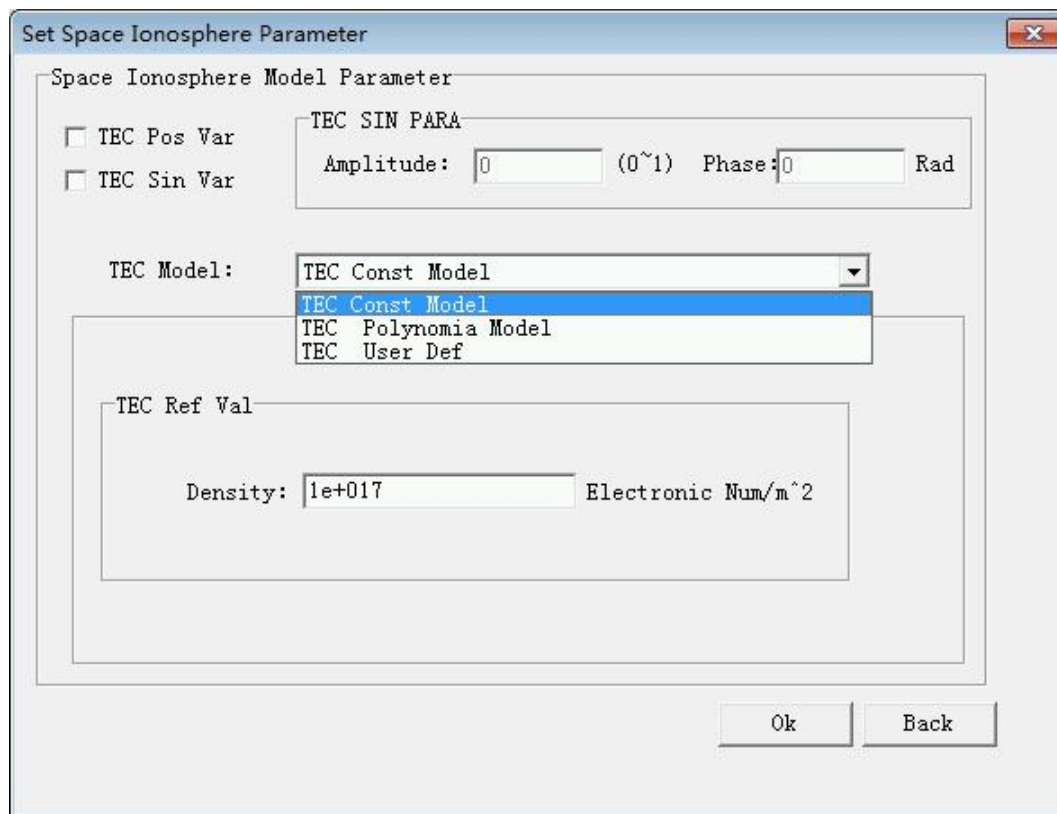 Set Space Ionosphere Parameter
Space Ionosphere Model Parameter
TEC Pos Var
TEC Sin Var
TEC SIN PARA
Amplitude: 0 (0~1) Phase: 0 Rad
TEC Model: TEC Const Model
TEC Const Model
TEC Polynomia Model
TEC User Def
TEC Ref Val
Density: 1e+017 Electronic Num/m^2
Ok Back